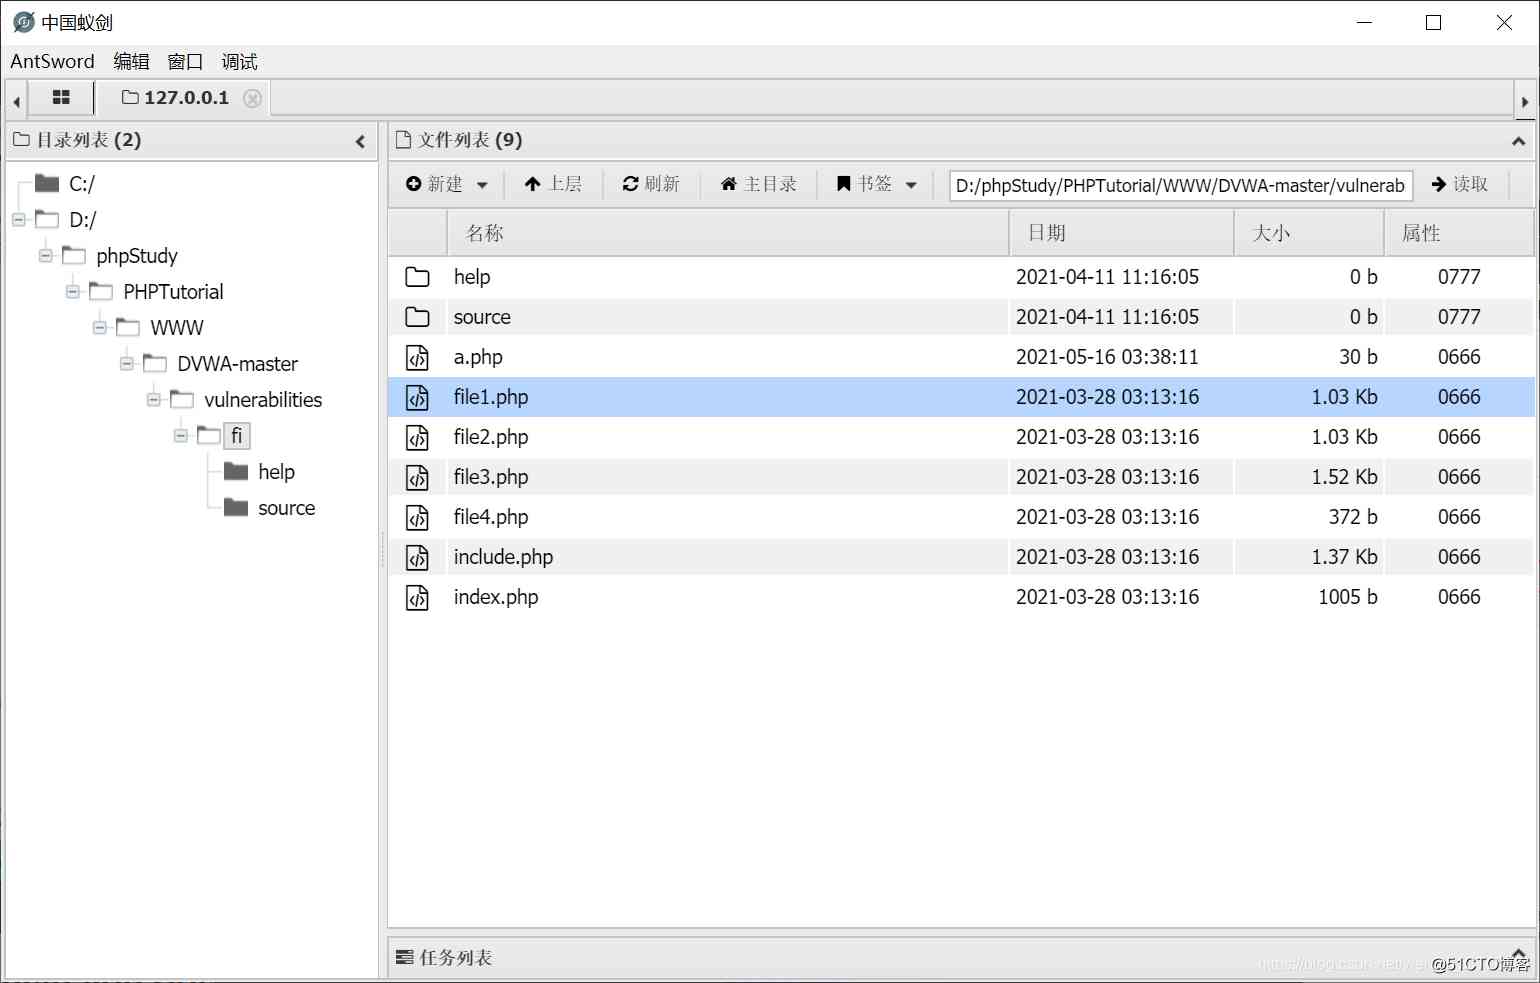 中国蚁剑
AntSword 编辑 窗口 调试
127.0.0.1
目录列表 (2)
C:/
D:/
phpStudy
PHPTutorial
WWW
DVWA-master
vulnerabilities
fi
help
source
文件列表 (9)
新建 上层 刷新 主目录 书签 D:/phpStudy/PHPTutorial/WWW/DVWA-master/vulnerab 读取
名称 日期 大小 属性
help 2021-04-11 11:16:05 0 b 0777
source 2021-04-11 11:16:05 0 b 0777
a.php 2021-05-16 03:38:11 30 b 0666
file1.php 2021-03-28 03:13:16 1.03 Kb 0666
file2.php 2021-03-28 03:13:16 1.03 Kb 0666
file3.php 2021-03-28 03:13:16 1.52 Kb 0666
file4.php 2021-03-28 03:13:16 372 b 0666
include.php 2021-03-28 03:13:16 1.37 Kb 0666
index.php 2021-03-28 03:13:16 1005 b 0666
任务列表
@51CTO博客